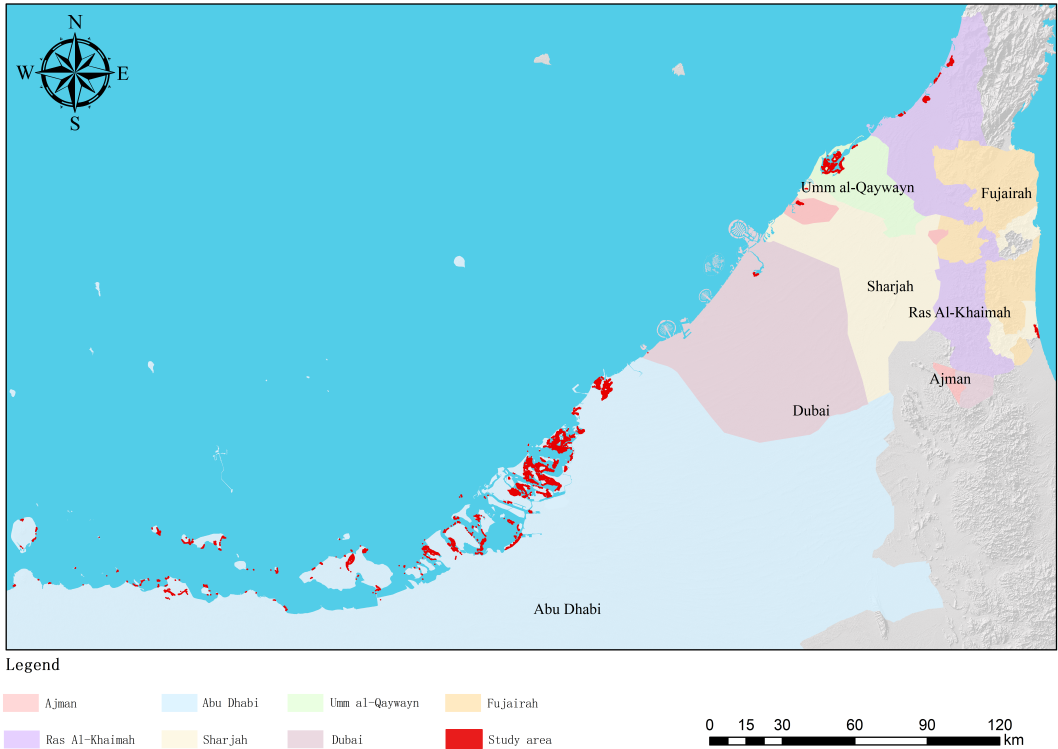 N
W E
S
Umm al-Qaywayn
Fujairah
Sharjah
Ras Al-Khaimah
Ajman
Dubai
Abu Dhabi
Legend
Ajman Abu Dhabi Umm al-Qaywayn Fujairah
Ras Al-Khaimah Sharjah Dubai Study area
0 15 30 60 90 120
km